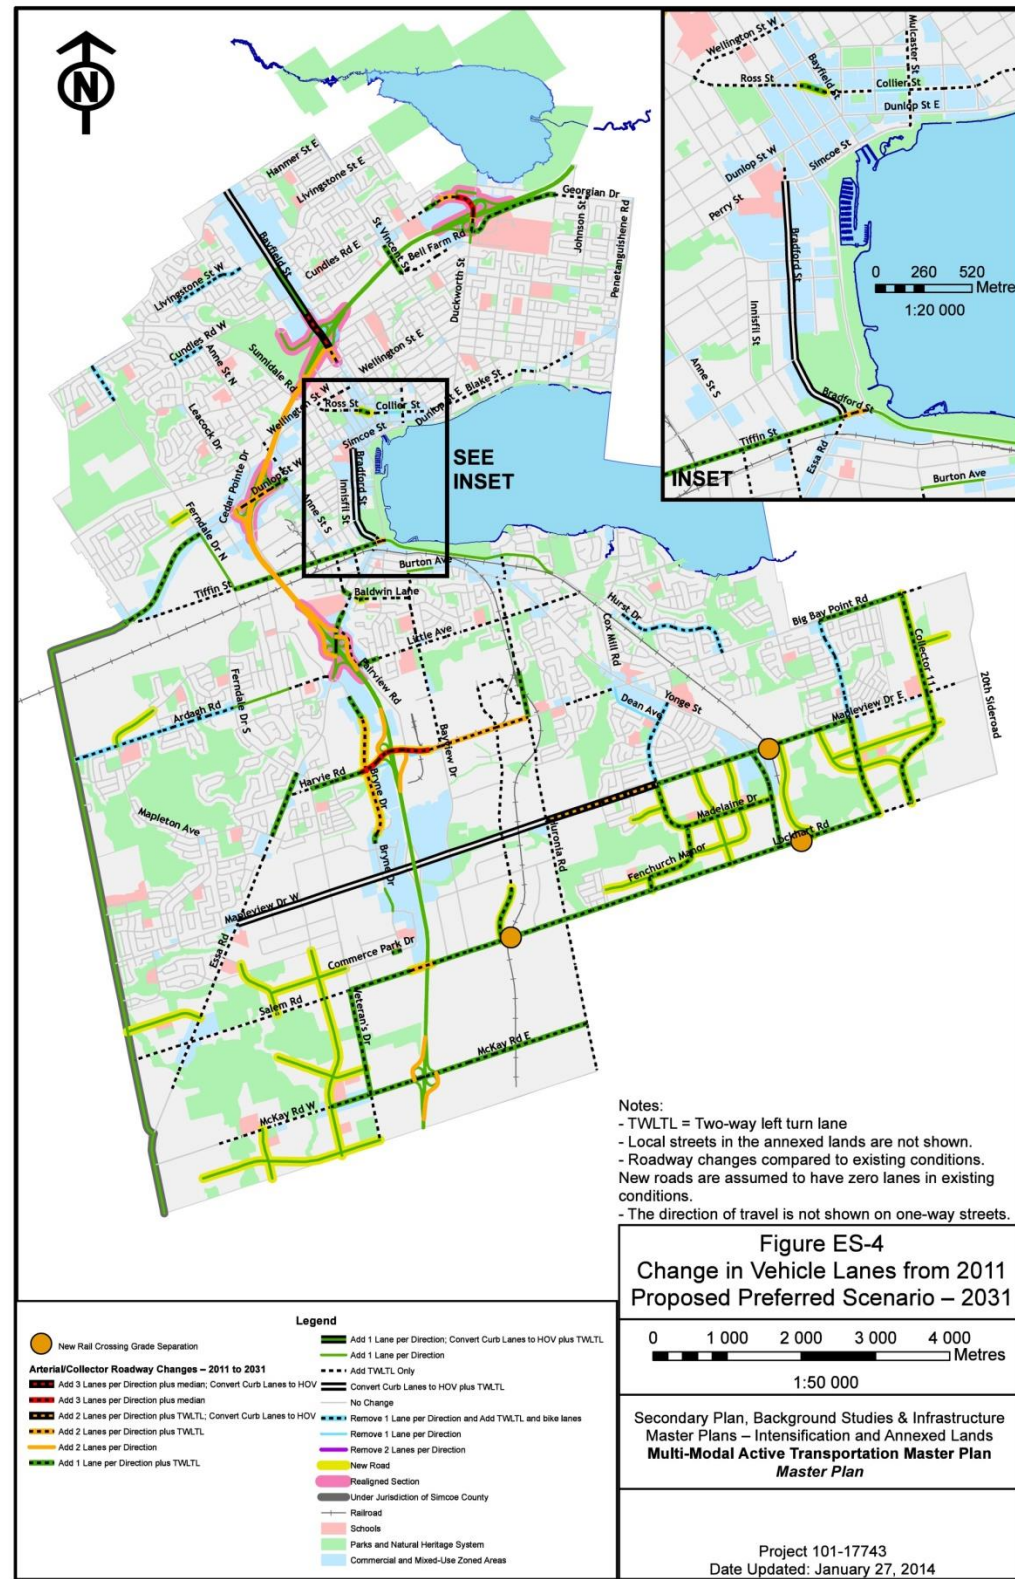 N
Hanmer St E
Livingstone St E
Bayfield St
Cundles Rd E
St Vincent St
Bell Farm Rd
Georgian Dr
Johnson St
Penetanguishene Rd
Duckworth St
Livingstone St W
Cundles Rd W
Anne St N
Sunnidale Rd
Wellington St E
Leacock Dr
Wellington St W
Ross St
Collier St
Dunlop St E
Blake St
Simcoe St
Cedar Pointe Dr
Dunlop St W
Bradford St
Innisfil St
Anne St S
SEE
INSET
Ferndale Dr N
Tiffin St
Burton Ave
Baldwin Lane
Little Ave
Hurst Dr
Cox Mill Rd
Big Bay Point Rd
Collector 11
20th Sideroad
Fairview Rd
Ferndale Dr S
Ardagh Rd
Yonge St
Dean Ave
Mapleview Dr E
Bayview Dr
Harvie Rd
Bryne Dr
Mapleton Ave
Bryne Dr
Huronia Rd
Madelaine Dr
Lockhart Rd
Fenchurch Manor
Mapleview Dr W
Essa Rd
Commerce Park Dr
Salem Rd
Veteran's Dr
McKay Rd E
McKay Rd W
Wellington St W
Mulcaster St
Bayfield St
Ross St
Collier St
Dunlop St E
Simcoe St
Dunlop St W
Perry St
Bradford St
0 260 520
Metre
1:20 000
Innisfil St
Anne St S
Bradford St
Tiffin St
Essa Rd
Burton Ave
INSET
Notes:
- TWLTL = Two-way left turn lane
- Local streets in the annexed lands are not shown.
- Roadway changes compared to existing conditions.
New roads are assumed to have zero lanes in existing
conditions.
- The direction of travel is not shown on one-way streets.
Figure ES-4
Change in Vehicle Lanes from 2011
Proposed Preferred Scenario – 2031
0 1 000 2 000 3 000 4 000
Metres
1:50 000
Secondary Plan, Background Studies & Infrastructure
Master Plans – Intensification and Annexed Lands
Multi-Modal Active Transportation Master Plan
Master Plan
Project 101-17743
Date Updated: January 27, 2014
Legend
New Rail Crossing Grade Separation
Arterial/Collector Roadway Changes – 2011 to 2031
Add 3 Lanes per Direction plus median; Convert Curb Lanes to HOV
Add 3 Lanes per Direction plus median
Add 2 Lanes per Direction plus TWLTL; Convert Curb Lanes to HOV
Add 2 Lanes per Direction plus TWLTL
Add 2 Lanes per Direction
Add 1 Lane per Direction plus TWLTL
Add 1 Lane per Direction; Convert Curb Lanes to HOV plus TWLTL
Add 1 Lane per Direction
Add TWLTL Only
Convert Curb Lanes to HOV plus TWLTL
No Change
Remove 1 Lane per Direction and Add TWLTL and bike lanes
Remove 1 Lane per Direction
Remove 2 Lanes per Direction
New Road
Realigned Section
Under Jurisdiction of Simcoe County
Railroad
Schools
Parks and Natural Heritage System
Commercial and Mixed-Use Zoned Areas